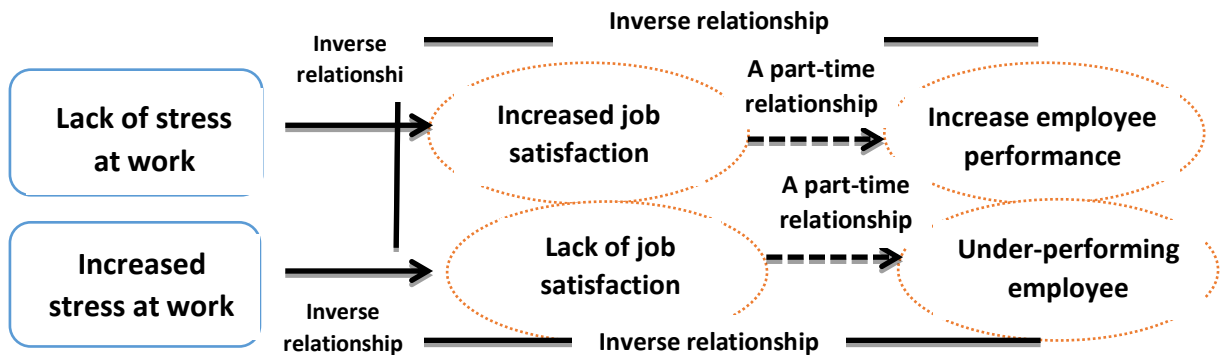 Inverse relationship
Inverse
relationshi
A part-time
relationship
Lack of stress
at work
Increased job
satisfaction
Increase employee
performance
A part-time
relationship
Increased
stress at work
Lack of job
satisfaction
Under-performing
employee
Inverse
relationship
Inverse relationship